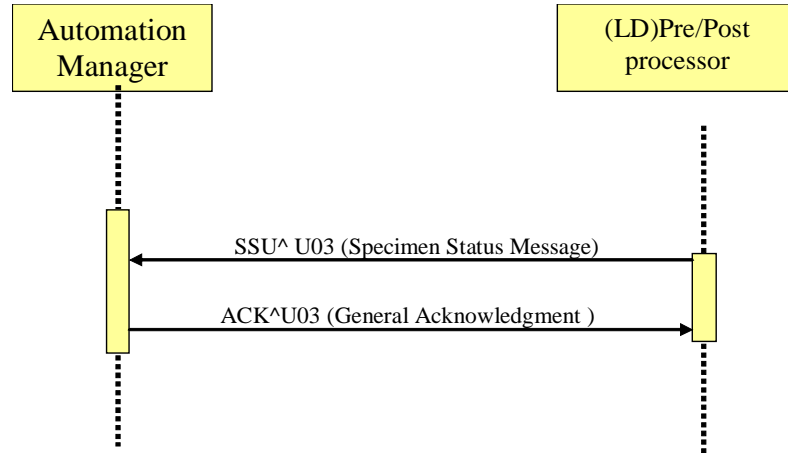 Automation
Manager
(LD)Pre/Post
processor
SSU^ U03 (Specimen Status Message)
ACK^U03 (General Acknowledgment )